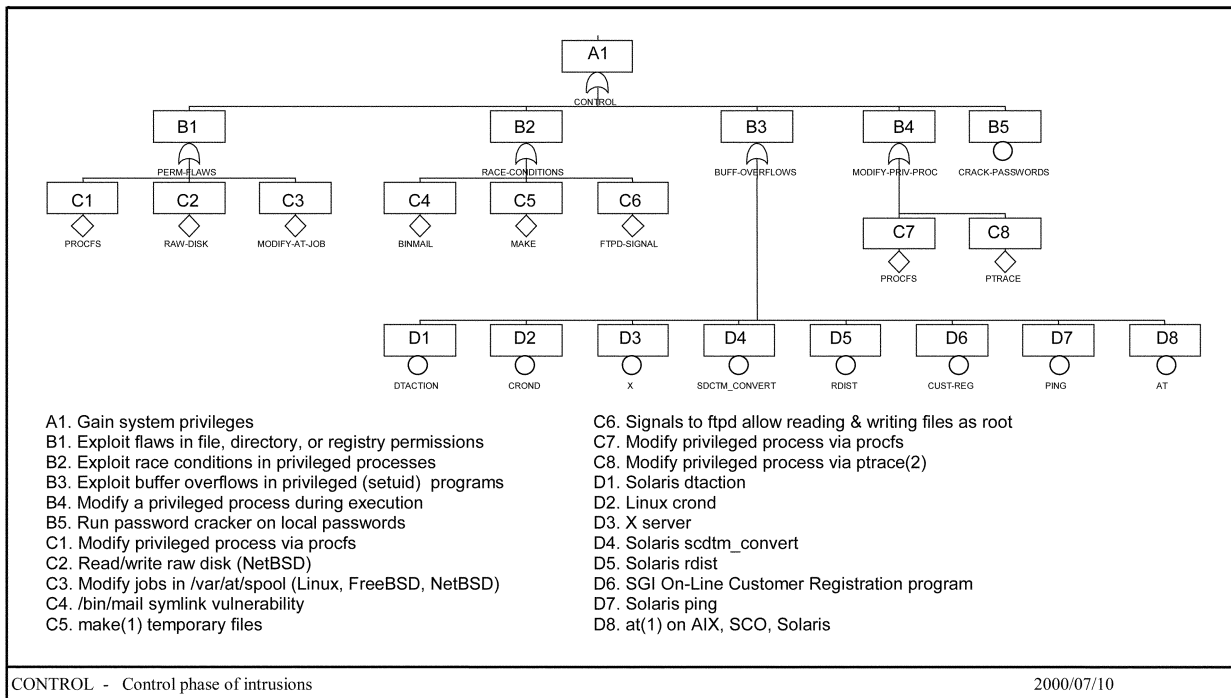 A1
CONTROL
B1
B2
B3
B4
B5
PERM-FLAWS
RACE-CONDITIONS
BUFF-OVERFLOWS
MODIFY-PRIV-PROC
CRACK-PASSWORDS
C1
C2
C3
C4
C5
C6
PROCFS
RAW-DISK
MODIFY-AT-JOB
BINMAIL
MAKE
FTPD-SIGNAL
C7
C8
PROCFS
PTRACE
D1
D2
D3
D4
D5
D6
D7
D8
DTACTION
CROND
X
SDCTM_CONVERT
RDIST
CUST-REG
PING
AT
A1. Gain system privileges
B1. Exploit flaws in file, directory, or registry permissions
B2. Exploit race conditions in privileged processes
B3. Exploit buffer overflows in privileged (setuid) programs
B4. Modify a privileged process during execution
B5. Run password cracker on local passwords
C1. Modify privileged process via procfs
C2. Read/write raw disk (NetBSD)
C3. Modify jobs in /var/at/spool (Linux, FreeBSD, NetBSD)
C4. /bin/mail symlink vulnerability
C5. make(1) temporary files
C6. Signals to ftpd allow reading & writing files as root
C7. Modify privileged process via procfs
C8. Modify privileged process via ptrace(2)
D1. Solaris dtaction
D2. Linux crond
D3. X server
D4. Solaris scdtm_convert
D5. Solaris rdist
D6. SGI On-Line Customer Registration program
D7. Solaris ping
D8. at(1) on AIX, SCO, Solaris
CONTROL - Control phase of intrusions
2000/07/10